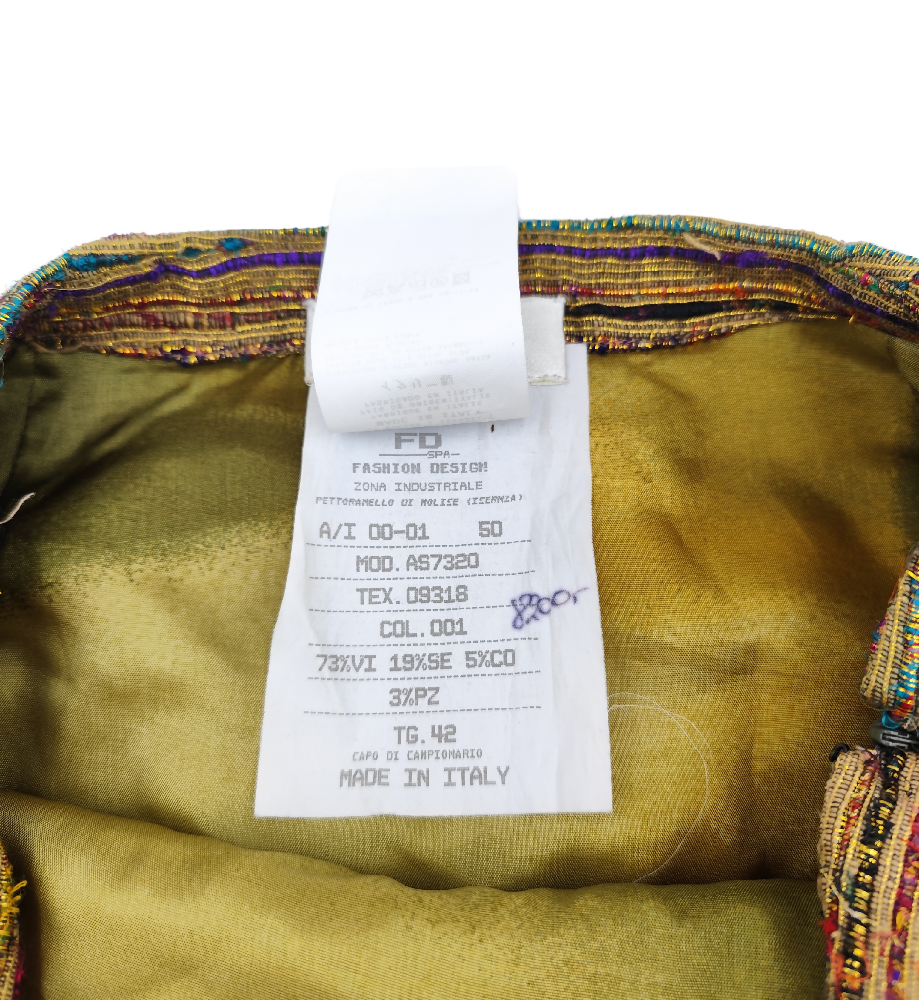 FD
SPA
FASHION DESIGN
ZONA INDUSTRIALE
PETTORANELLO DI MOLISE (ISERNIA)
A/I 00-01 50
MOD.AS7320
TEX.09318
COL.001
73%VI 19%SE 5%CO
3%PZ
TG.42
CAPO DI CAMPIONARIO
MADE IN ITALY